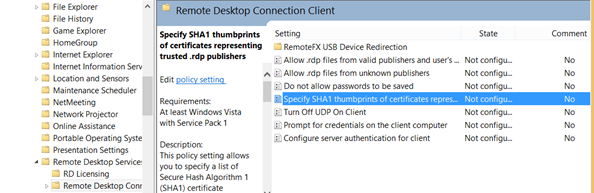 File Explorer
File History
Game Explorer
HomeGroup
Internet Explorer
Internet Information Serv
Location and Sensors
Maintenance Scheduler
NetMeeting
Network Projector
Online Assistance
Portable Operating System
Presentation Settings
Remote Desktop Services
RD Licensing
Remote Desktop Conn
Remote Desktop Connection Client
Specify SHA1 thumbprints
of certificates representing
trusted .rdp publishers
Edit policy setting
Requirements:
At least Windows Vista
with Service Pack 1
Description:
This policy setting allows
you to specify a list of
Secure Hash Algorithm 1
(SHA1) certificate
Setting State Comment
RemoteFX USB Device Redirection
Allow .rdp files from valid publishers and user's ... Not configu... No
Allow .rdp files from unknown publishers Not configu... No
Do not allow passwords to be saved Not configu... No
Specify SHA1 thumbprints of certificates repres... Not configu... No
Turn Off UDP On Client Not configu... No
Prompt for credentials on the client computer Not configu... No
Configure server authentication for client Not configu... No